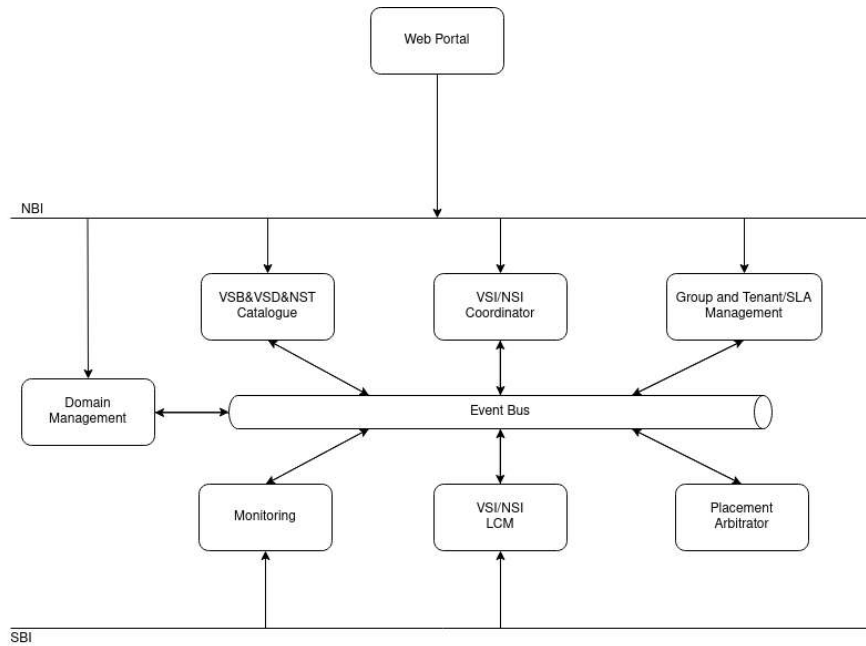 Web Portal
NBI
VSB&VSD&NST
Catalogue
VSI/NSI
Coordinator
Group and Tenant/SLA
Management
Domain
Management
Event Bus
Monitoring
VSI/NSI
LCM
Placement
Arbitrator
SBI